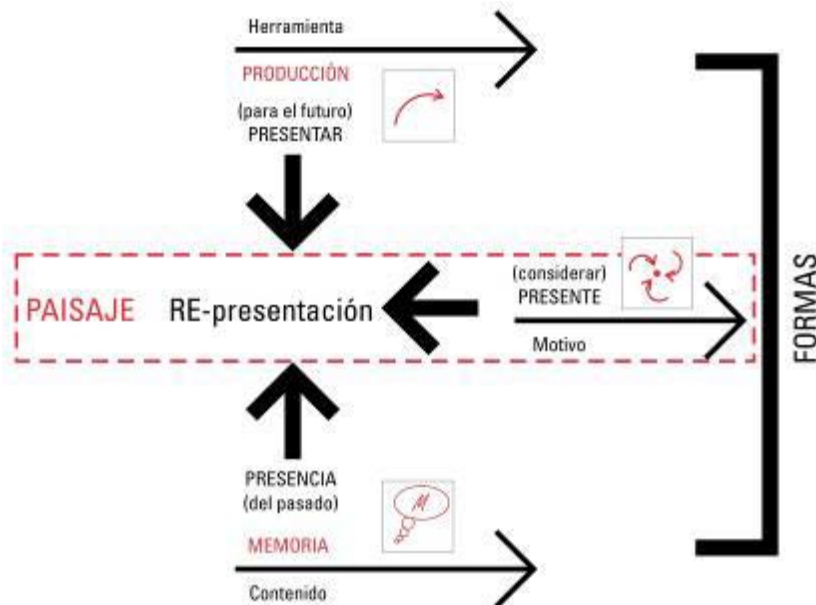 Herramienta
PRODUCCIÓN
(para el futuro)
PRESENTAR
PAISAJE RE-presentación
(considerar)
PRESENTE
Motivo
FORMAS
PRESENCIA
(del pasado)
M
MEMORIA
Contenido